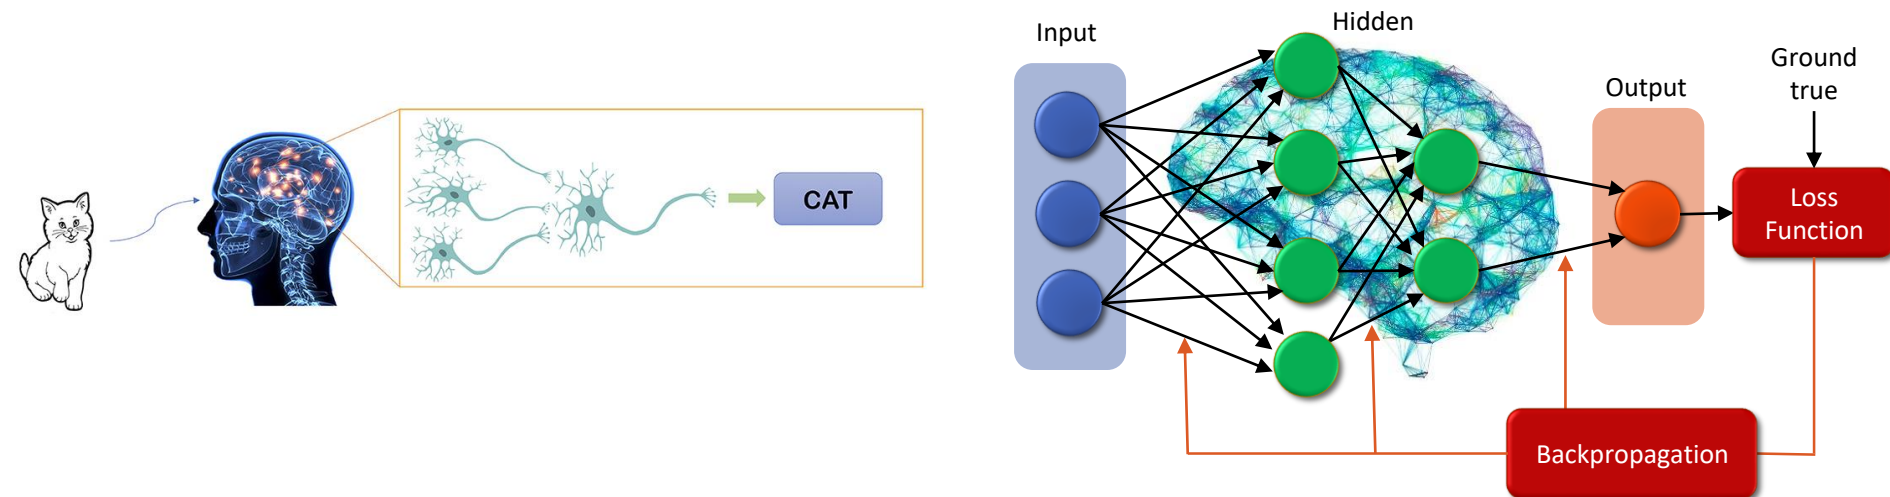 CAT
Input
Hidden
Output
Ground
true
Loss
Function
Backpropagation